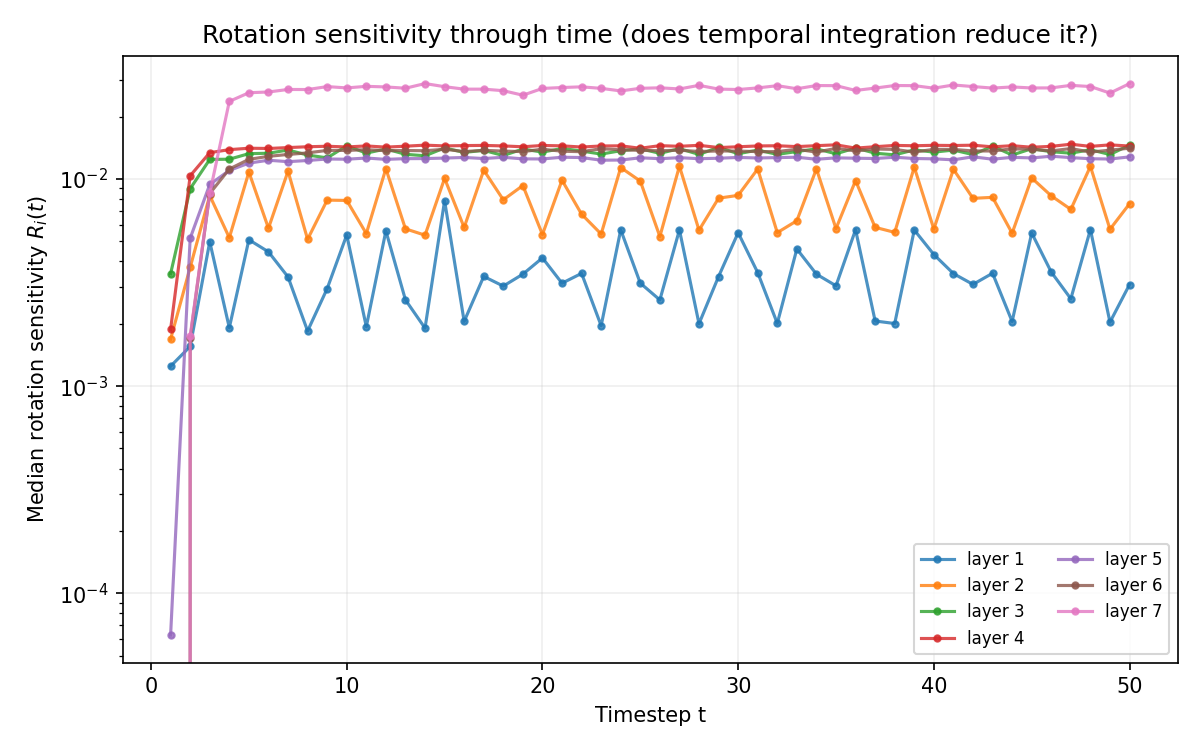 Rotation sensitivity through time (does temporal integration reduce it?)
Median rotation sensitivity $R_i(t)$
10⁻²
10⁻³
10⁻⁴
0 10 20 30 40 50
Timestep t
layer 1 layer 5
layer 2 layer 6
layer 3 layer 7
layer 4